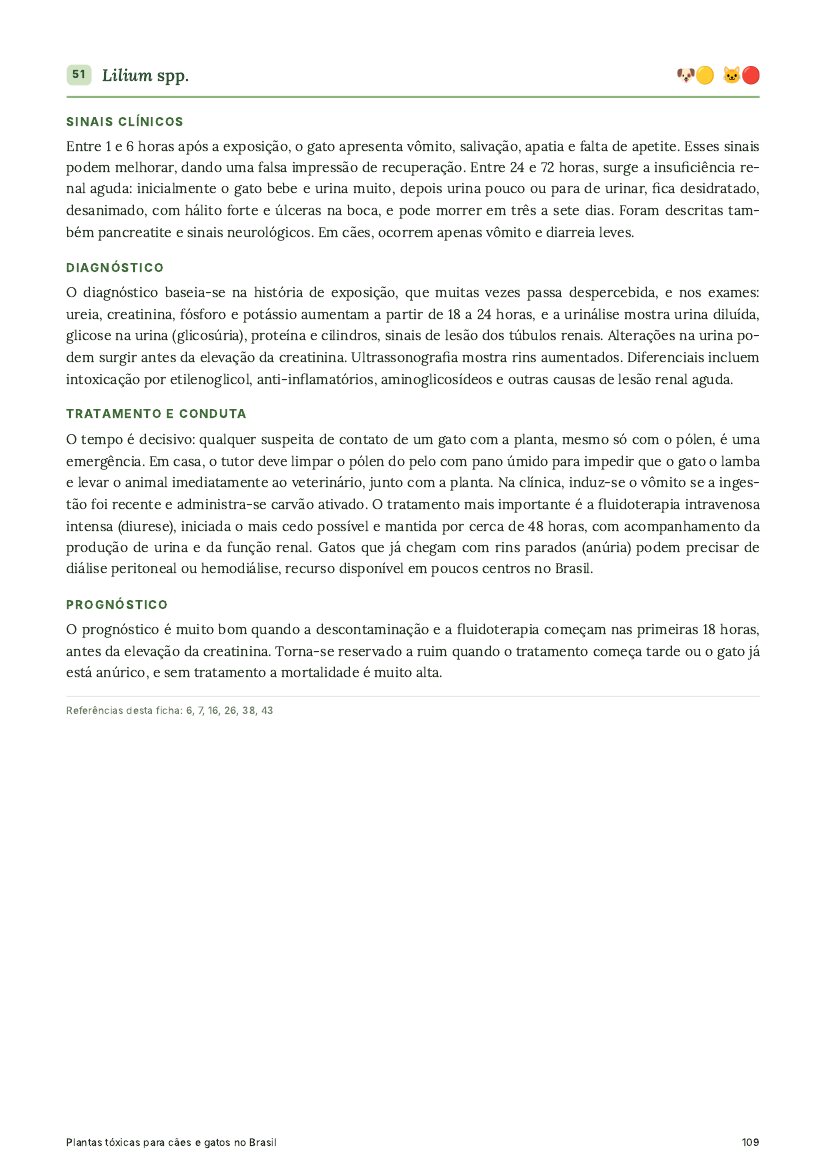 51 Lilium spp.
SINAIS CLÍNICOS
Entre 1 e 6 horas após a exposição, o gato apresenta vômito, salivação, apatia e falta de apetite. Esses sinais
podem melhorar, dando uma falsa impressão de recuperação. Entre 24 e 72 horas, surge a insuficiência re-
nal aguda: inicialmente o gato bebe e urina muito, depois urina pouco ou para de urinar, fica desidratado,
desanimado, com hálito forte e úlceras na boca, e pode morrer em três a sete dias. Foram descritas tam-
bém pancreatite e sinais neurológicos. Em cães, ocorrem apenas vômito e diarreia leves.
DIAGNÓSTICO
O diagnóstico baseia-se na história de exposição, que muitas vezes passa despercebida, e nos exames:
ureia, creatinina, fósforo e potássio aumentam a partir de 18 a 24 horas, e a urinálise mostra urina diluída,
glicose na urina (glicosúria), proteína e cilindros, sinais de lesão dos túbulos renais. Alterações na urina po-
dem surgir antes da elevação da creatinina. Ultrassonografia mostra rins aumentados. Diferenciais incluem
intoxicação por etilenoglicol, anti-inflamatórios, aminoglicosídeos e outras causas de lesão renal aguda.
TRATAMENTO E CONDUTA
O tempo é decisivo: qualquer suspeita de contato de um gato com a planta, mesmo só com o pólen, é uma
emergência. Em casa, o tutor deve limpar o pólen do pelo com pano úmido para impedir que o gato o lamba
e levar o animal imediatamente ao veterinário, junto com a planta. Na clínica, induz-se o vômito se a inges-
tão foi recente e administra-se carvão ativado. O tratamento mais importante é a fluidoterapia intravenosa
intensa (diurese), iniciada o mais cedo possível e mantida por cerca de 48 horas, com acompanhamento da
produção de urina e da função renal. Gatos que já chegam com rins parados (anúria) podem precisar de
diálise peritoneal ou hemodiálise, recurso disponível em poucos centros no Brasil.
PROGNÓSTICO
O prognóstico é muito bom quando a descontaminação e a fluidoterapia começam nas primeiras 18 horas,
antes da elevação da creatinina. Torna-se reservado a ruim quando o tratamento começa tarde ou o gato já
está anúrico, e sem tratamento a mortalidade é muito alta.
Referências desta ficha: 6, 7, 16, 26, 38, 43
Plantas tóxicas para cães e gatos no Brasil 109